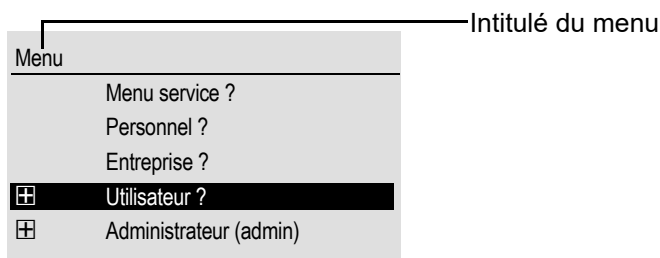 Intitulé du menu
Menu
Menu service ?
Personnel ?
Entreprise ?
Utilisateur ?
Administrateur (admin)